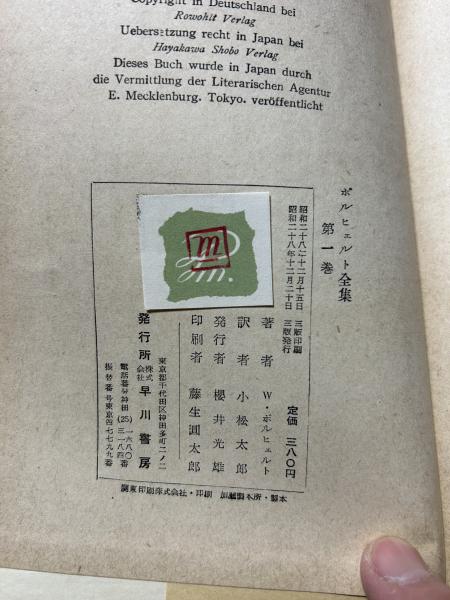 Copyright in Deutschland bei
Rowohlt Verlag
Uebersetzung recht in Japan bei
Hayakawa Shobo Verlag
Dieses Buch wurde in Japan durch
die Vermittlung der Literarischen Agentur
E. Mecklenburg. Tokyo. veröffentlicht
ボルヒェルト全集
第一巻
昭和二十八年十二月十五日 三版印刷
昭和二十八年十二月二十日 三版発行
定価 三八〇円
著者 W・ボルヒェルト
訳者 小松太郎
発行者 櫻井光雄
印刷者 藤生圓太郎
発行所 株式会社 早川書房
東京都千代田区神田多町二ノ二
電話番号神田(25)一六八〇 三一八四
振替番号東京四七七九九
関東印刷株式会社・印刷 加藤製本所・製本